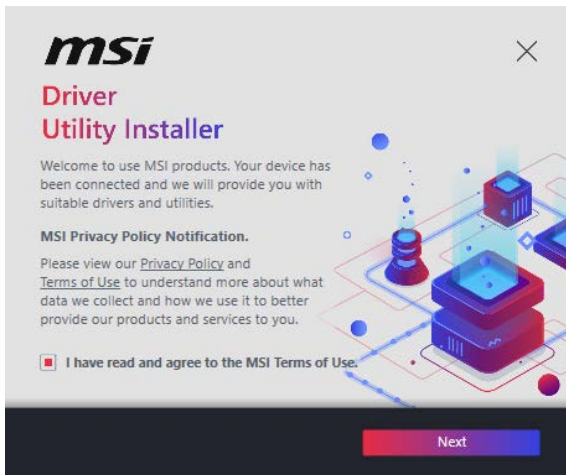 msi
Driver
Utility Installer
Welcome to use MSI products. Your device has
been connected and we will provide you with
suitable drivers and utilities.
MSI Privacy Policy Notification.
Please view our Privacy Policy and
Terms of Use to understand more about what
data we collect and how we use it to better
provide our products and services to you.
I have read and agree to the MSI Terms of Use.
Next